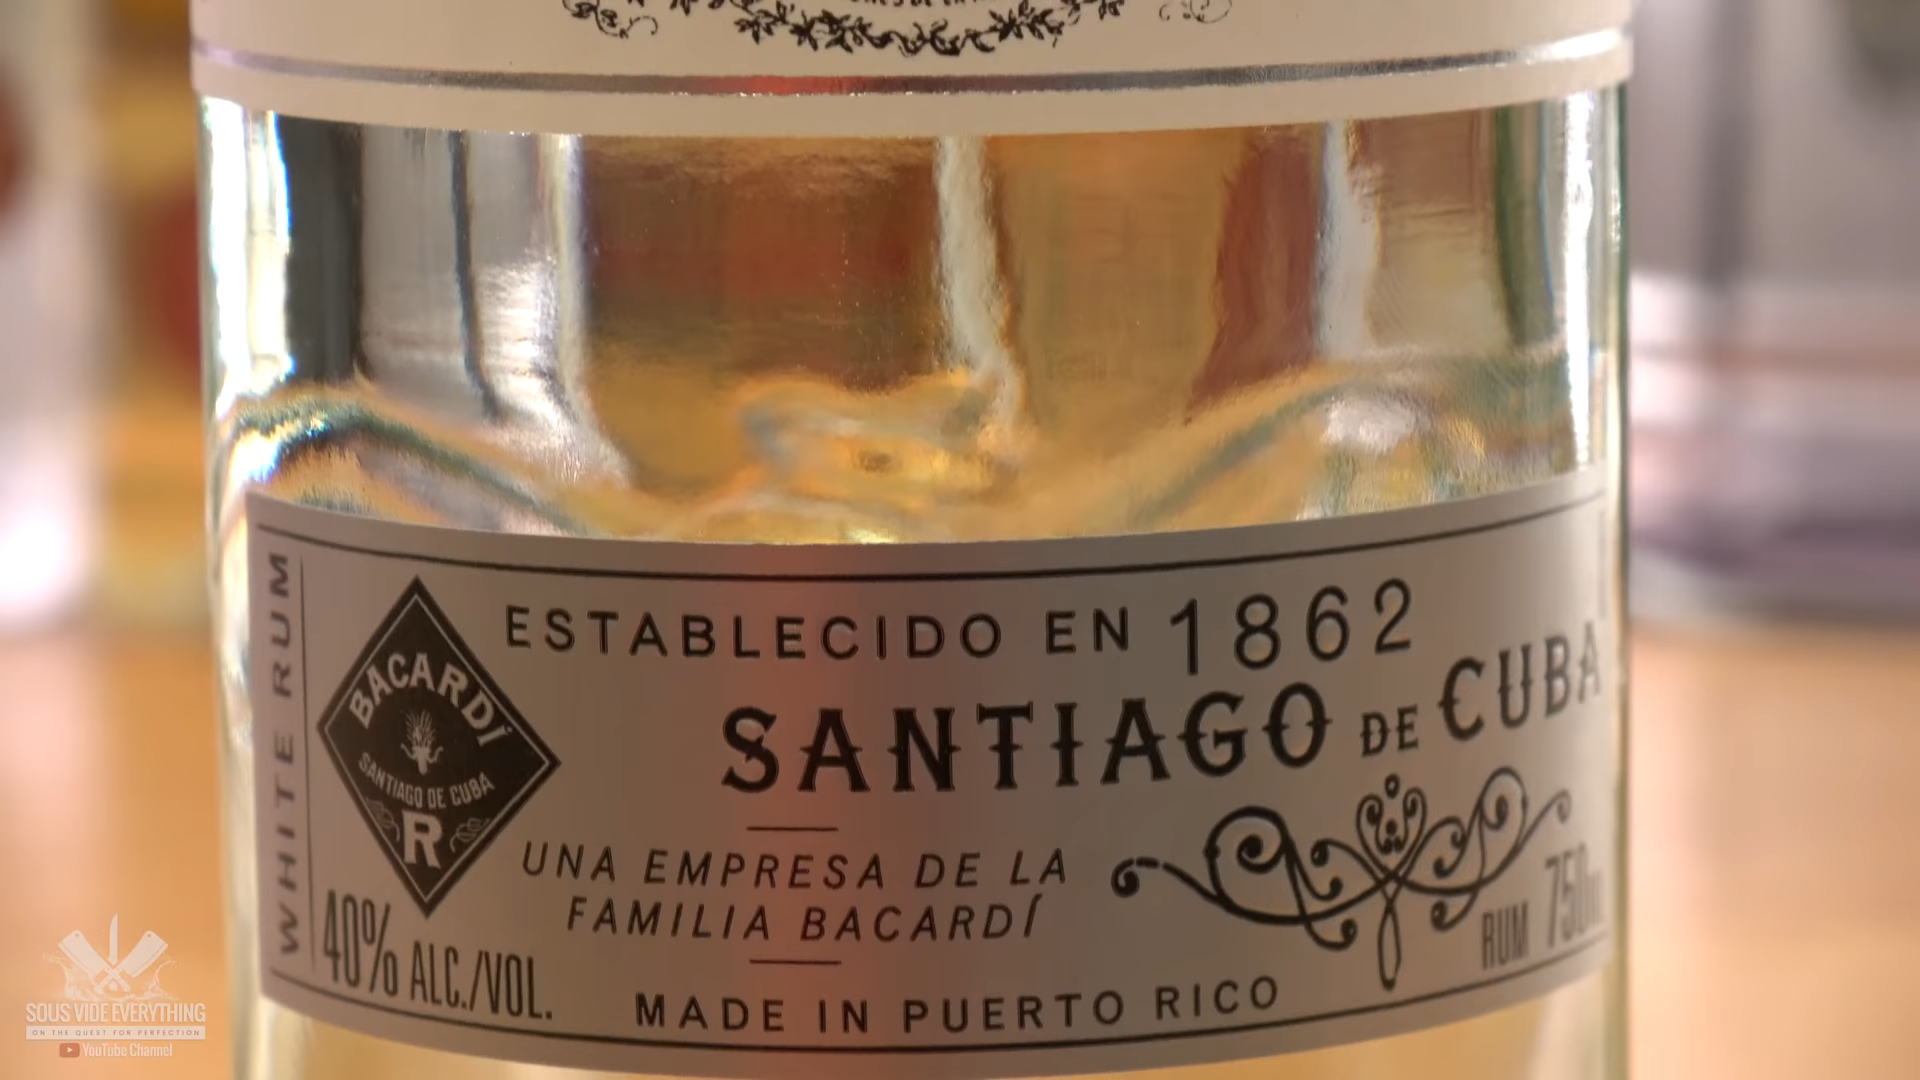 WHITE RUM
BACARDÍ
SANTIAGO DE CUBA
R
40% ALC./VOL.
ESTABLECIDO EN 1862
SANTIAGO DE CUBA
UNA EMPRESA DE LA
FAMILIA BACARDÍ
MADE IN PUERTO RICO
RUM 750
SOUS VIDE EVERYTHING
ON THE QUEST FOR PERFECTION
YouTube Channel